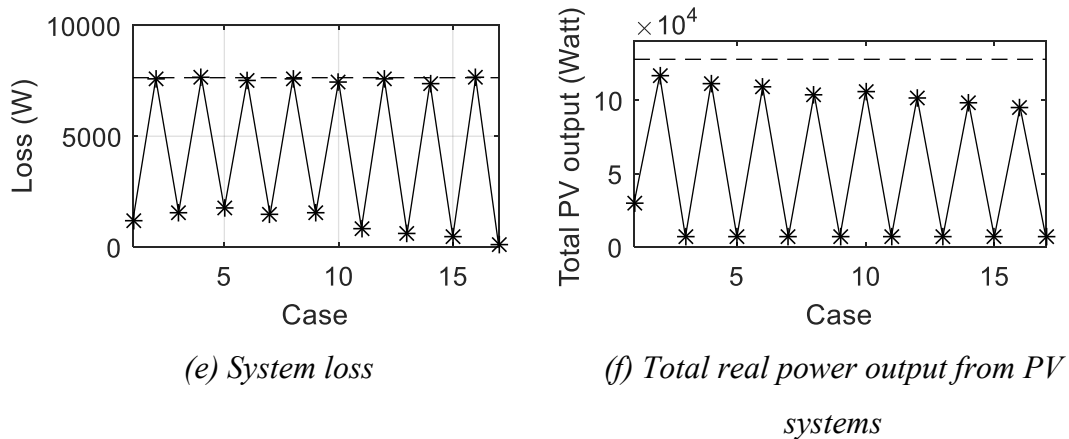 10000
5000
0
Loss (W)
5
10
15
Case
(e) System loss
× 10⁴
10
5
0
Total PV output (Watt)
5
10
15
Case
(f) Total real power output from PV
systems